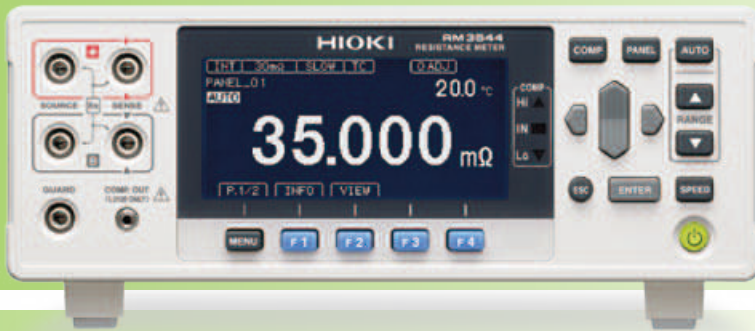 HIOKI
RM3544
RESISTANCE METER
INT 30mΩ SLOW TC 0 ADJ
PANEL_01
AUTO
20.0 °C
35.000 mΩ
P.1/2 INFO VIEW
COMP
Hi
IN
Lo
SOURCE Rx SENSE
GUARD
COMP. OUT
MENU F1 F2 F3 F4
COMP PANEL AUTO
RANGE
ESC ENTER SPEED